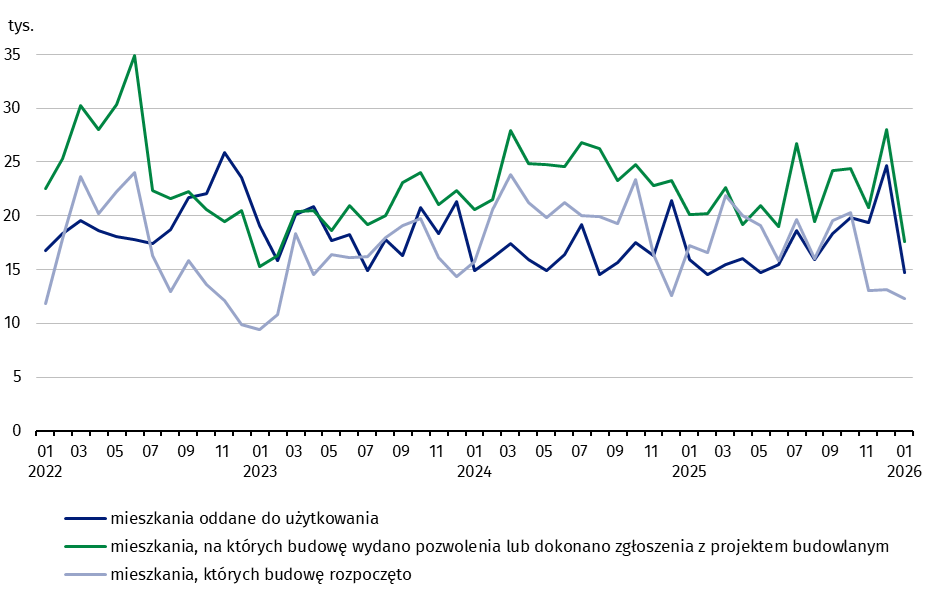 tys.
35
30
25
20
15
10
5
0
01 03 05 07 09 11 01 03 05 07 09 11 01 03 05 07 09 11 01 03 05 07 09 11 01
2022 2023 2024 2025 2026
mieszkania oddane do użytkowania
mieszkania, na których budowę wydano pozwolenia lub dokonano zgłoszenia z projektem budowlanym
mieszkania, których budowę rozpoczęto